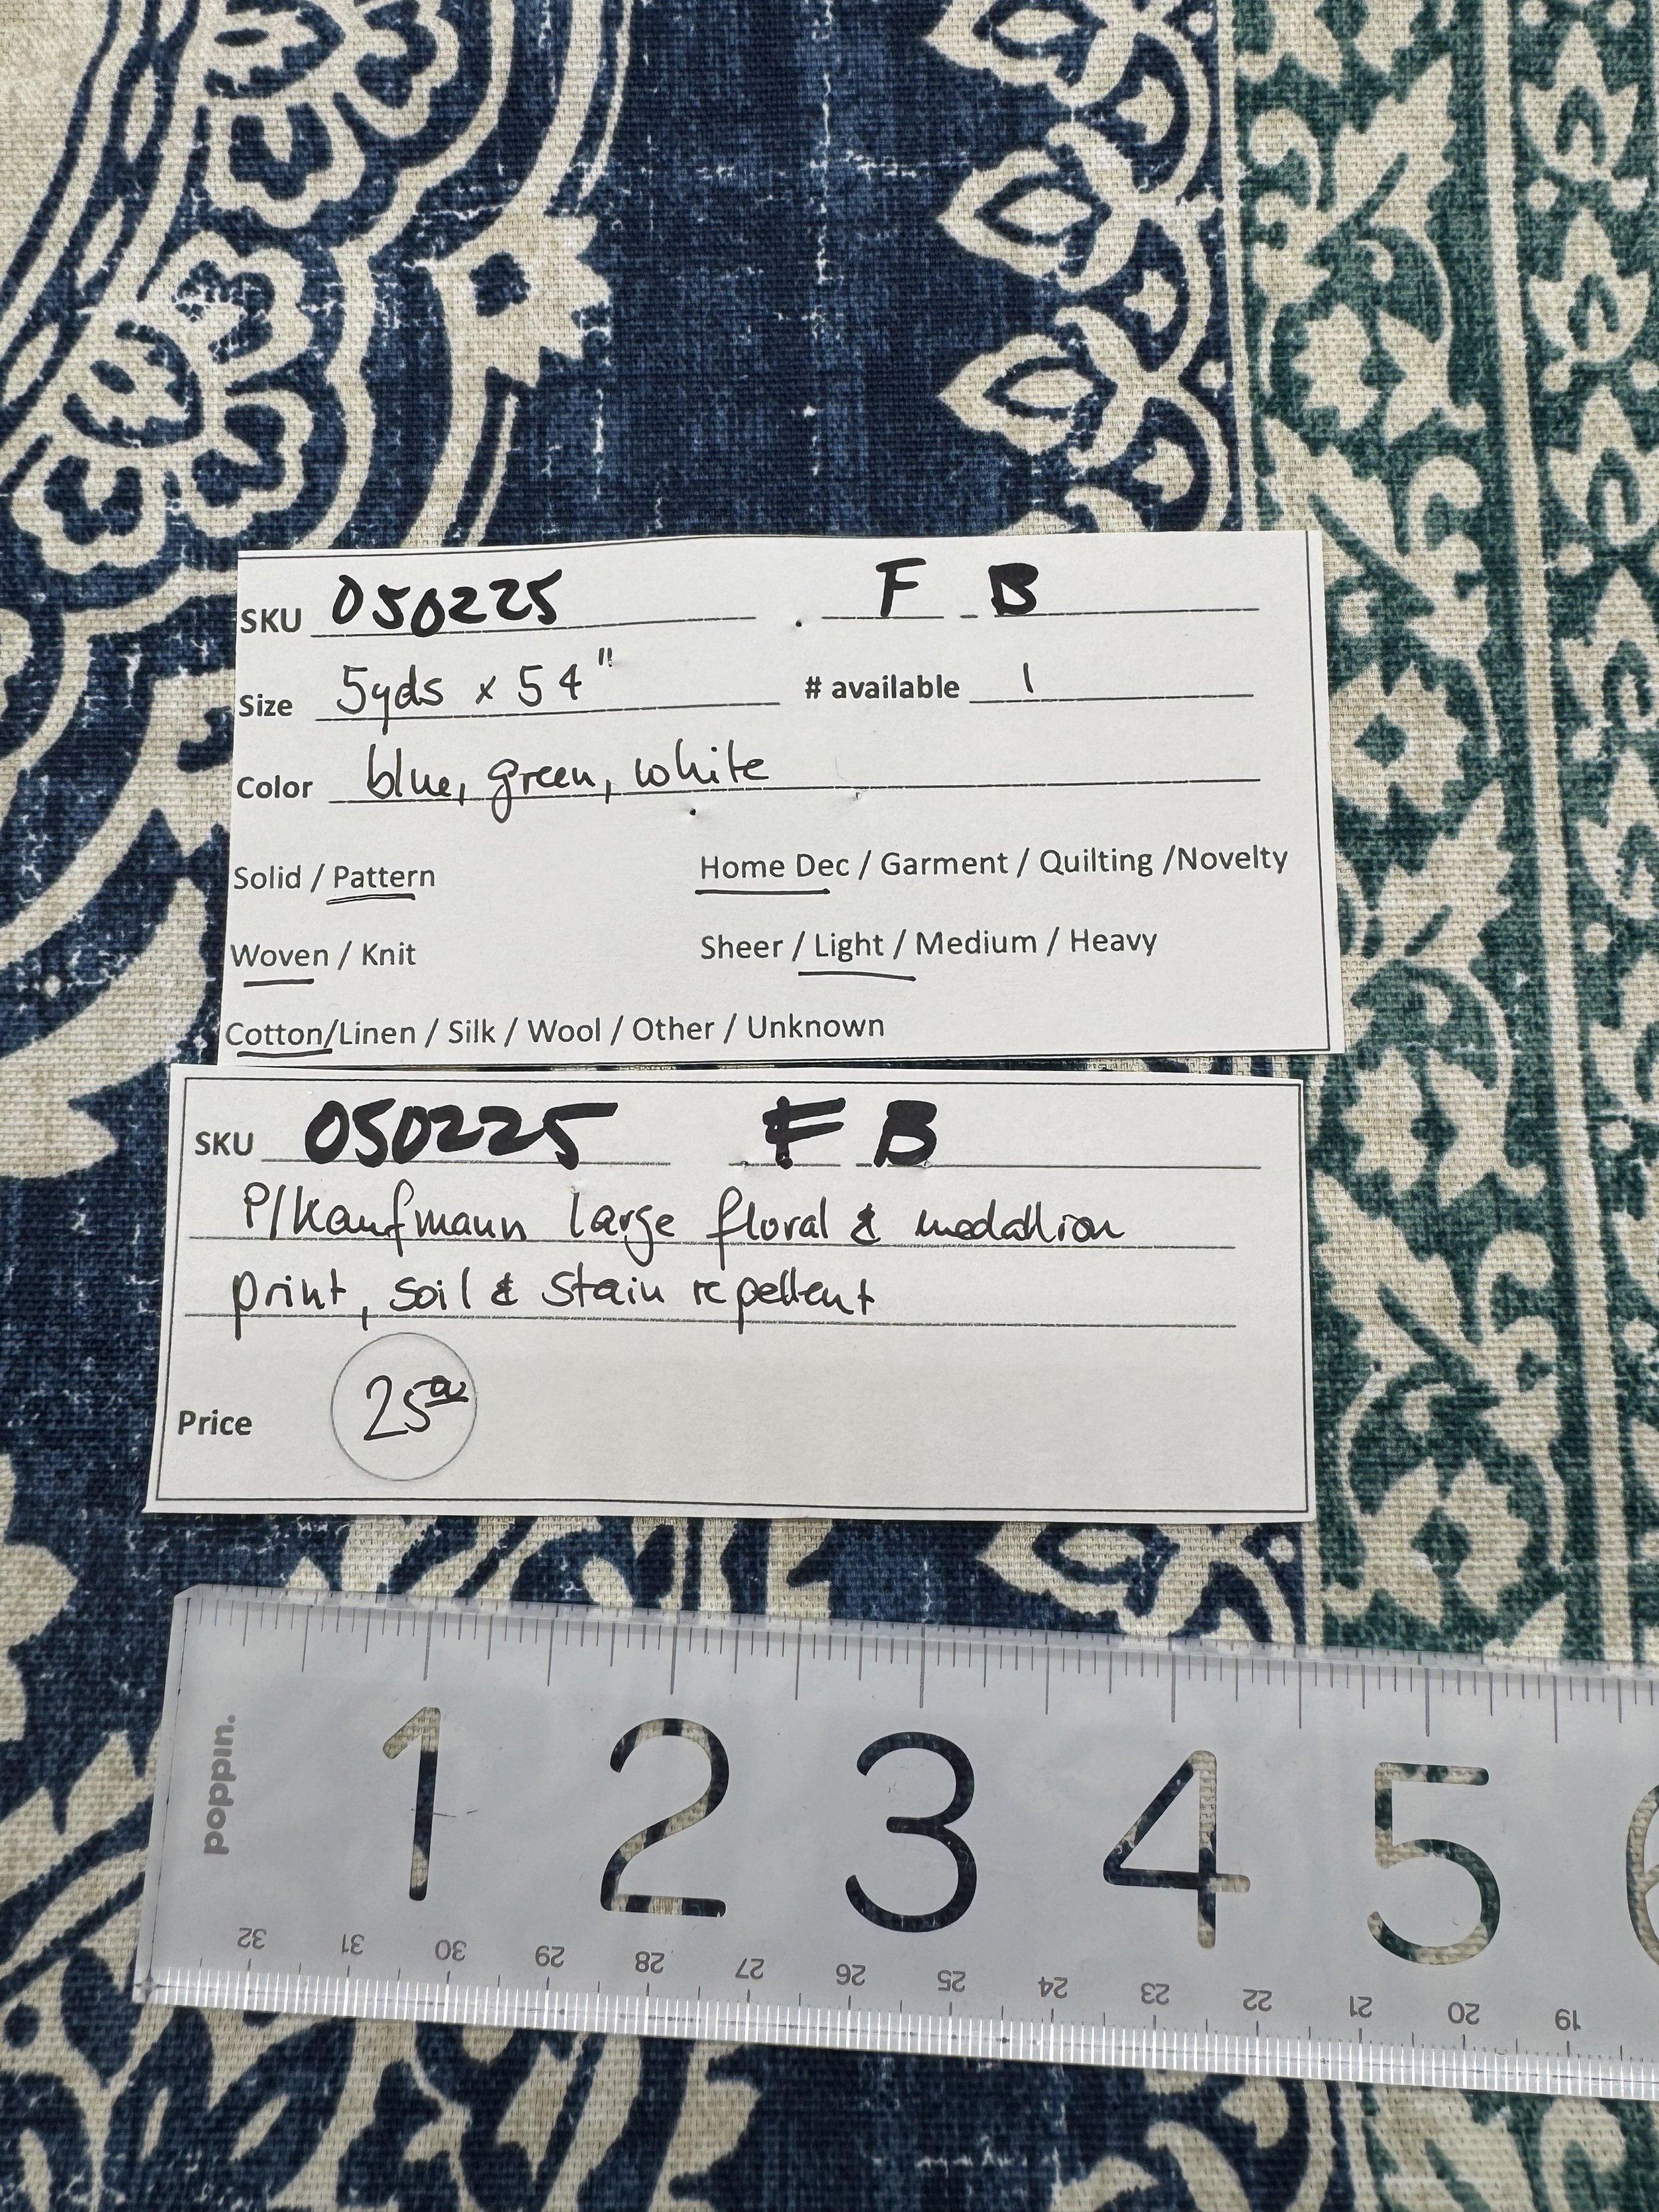 SKU 050225 F B
Size 5yds x 54" # available 1
Color blue, green, white
Solid / Pattern Home Dec / Garment / Quilting /Novelty
Woven / Knit Sheer / Light / Medium / Heavy
Cotton/Linen / Silk / Wool / Other / Unknown
SKU 050225 F B
P/Kaufmann large floral & medallion
print, soil & stain repellent
Price 25.00
poppin.
1 2 3 4 5 6
32 31 30 29 28 27 26 25 24 23 22 21 20 19